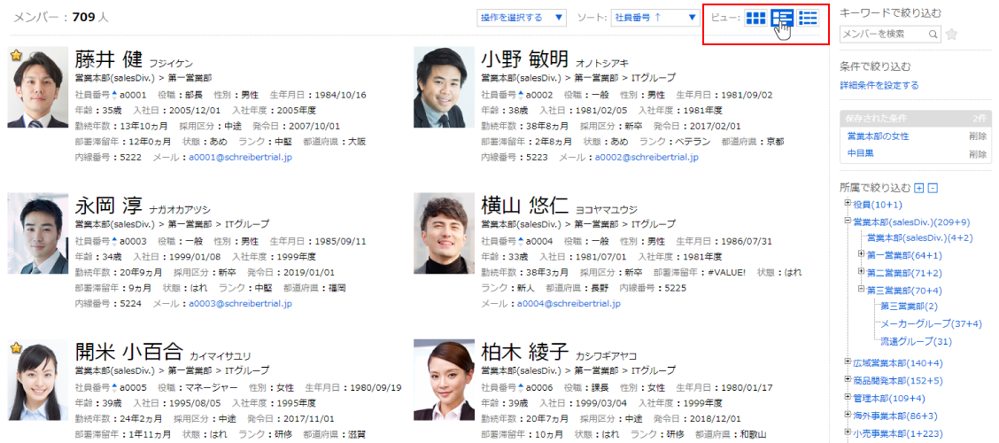 メンバー：709人
操作を選択する ▼
ソート: 社員番号 ↑ ▼
ビュー:
藤井 健 フジイケン
営業本部(salesDiv.) > 第一営業部
社員番号 a0001 役職：部長 性別：男性 生年月日：1984/10/16
年齢：35歳 入社日：2005/12/01 入社年度：2005年度
勤続年数：13年10ヵ月 採用区分：中途 発令日：2007/10/01
部署滞留年：12年0ヵ月 状態：あめ ランク：中堅 都道府県：大阪
内線番号：5222 メール：a0001@schreibertrial.jp
小野 敏明 オノトシアキ
営業本部(salesDiv.) > 第一営業部 > ITグループ
社員番号 a0002 役職：一般 性別：男性 生年月日：1981/09/02
年齢：38歳 入社日：1981/02/05 入社年度：1981年度
勤続年数：38年8ヵ月 採用区分：新卒 発令日：2017/02/01
部署滞留年：2年8ヵ月 状態：あめ ランク：ベテラン 都道府県：京都
内線番号：5223 メール：a0002@schreibertrial.jp
永岡 淳 ナガオカアツシ
営業本部(salesDiv.) > 第一営業部 > ITグループ
社員番号 a0003 役職：一般 性別：男性 生年月日：1985/09/11
年齢：34歳 入社日：1999/01/08 入社年度：1999年度
勤続年数：20年9ヵ月 採用区分：新卒 発令日：2019/01/01
部署滞留年：9ヵ月 状態：はれ ランク：中堅 都道府県：福岡
内線番号：5224 メール：a0003@schreibertrial.jp
横山 悠仁 ヨコヤマユウジ
営業本部(salesDiv.) > 第一営業部 > ITグループ
社員番号 a0004 役職：一般 性別：男性 生年月日：1986/07/31
年齢：33歳 入社日：1981/07/01 入社年度：1981年度
勤続年数：38年3ヵ月 採用区分：新卒 部署滞留年：#VALUE! 状態：はれ
ランク：新人 都道府県：長野 内線番号：5225
メール：a0004@schreibertrial.jp
開米 小百合 カイマイサユリ
営業本部(salesDiv.) > 第一営業部 > ITグループ
社員番号 a0005 役職：マネージャー 性別：女性 生年月日：1980/09/19
年齢：39歳 入社日：1995/08/05 入社年度：1995年度
勤続年数：24年2ヵ月 採用区分：中途 発令日：2017/11/01
部署滞留年：1年11ヵ月 状態：はれ ランク：研修 都道府県：滋賀
柏木 綾子 カシワギアヤコ
営業本部(salesDiv.) > 第一営業部 > ITグループ
社員番号 a0006 役職：課長 性別：女性 生年月日：1980/01/17
年齢：39歳 入社日：1999/03/04 入社年度：1999年度
勤続年数：20年7ヵ月 採用区分：中途 発令日：2018/12/01
部署滞留年：10ヵ月 状態：はれ ランク：研修 都道府県：和歌山
キーワードで絞り込む
メンバーを検索
条件で絞り込む
詳細条件を設定する
保存された条件 2件
営業本部の女性 削除
中目黒 削除
所属で絞り込む
役員(10+1)
営業本部(salesDiv.)(209+9)
営業本部(salesDiv.)(4+2)
第一営業部(64+1)
第二営業部(71+2)
第三営業部(70+4)
第三営業部(2)
メーカーグループ(37+4)
流通グループ(31)
広域営業本部(140+4)
商品開発本部(152+5)
管理本部(109+4)
海外事業本部(86+3)
小売事業本部(1+223)